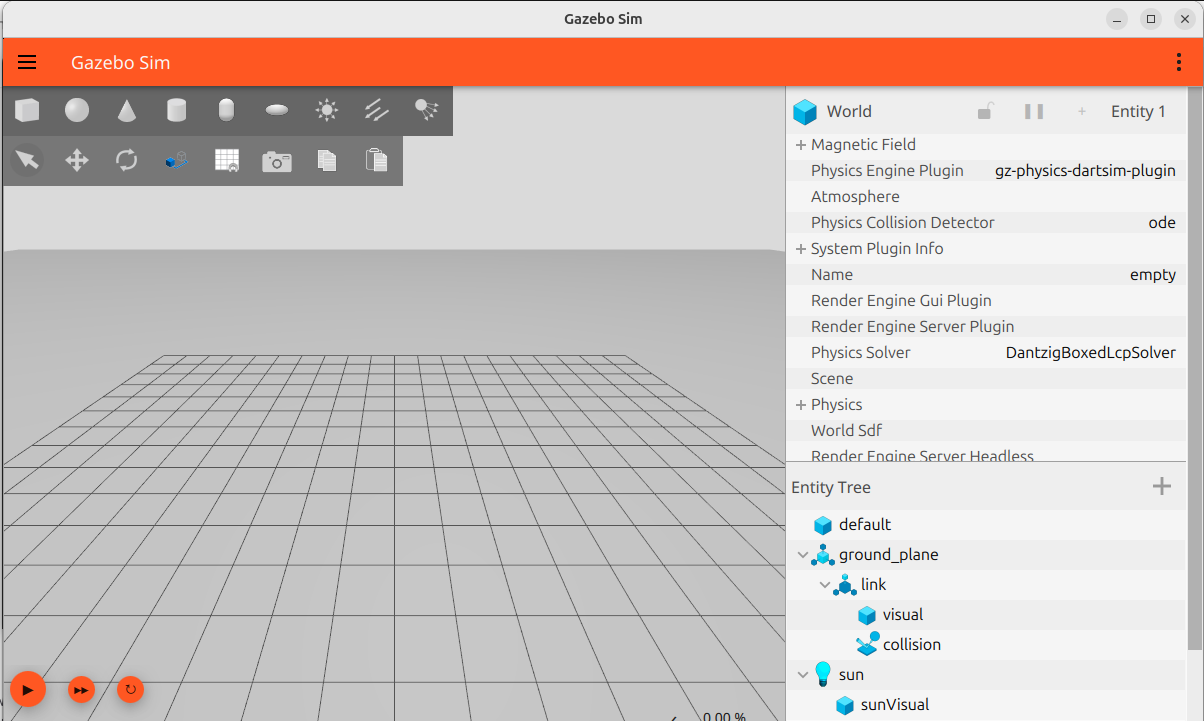 Gazebo Sim
Gazebo Sim
World + Entity 1
+ Magnetic Field
Physics Engine Plugin gz-physics-dartsim-plugin
Atmosphere
Physics Collision Detector ode
+ System Plugin Info
Name empty
Render Engine Gui Plugin
Render Engine Server Plugin
Physics Solver DantzigBoxedLcpSolver
Scene
+ Physics
World Sdf
Render Engine Server Headless
Entity Tree +
default
ground_plane
link
visual
collision
sun
sunVisual
0.00 %